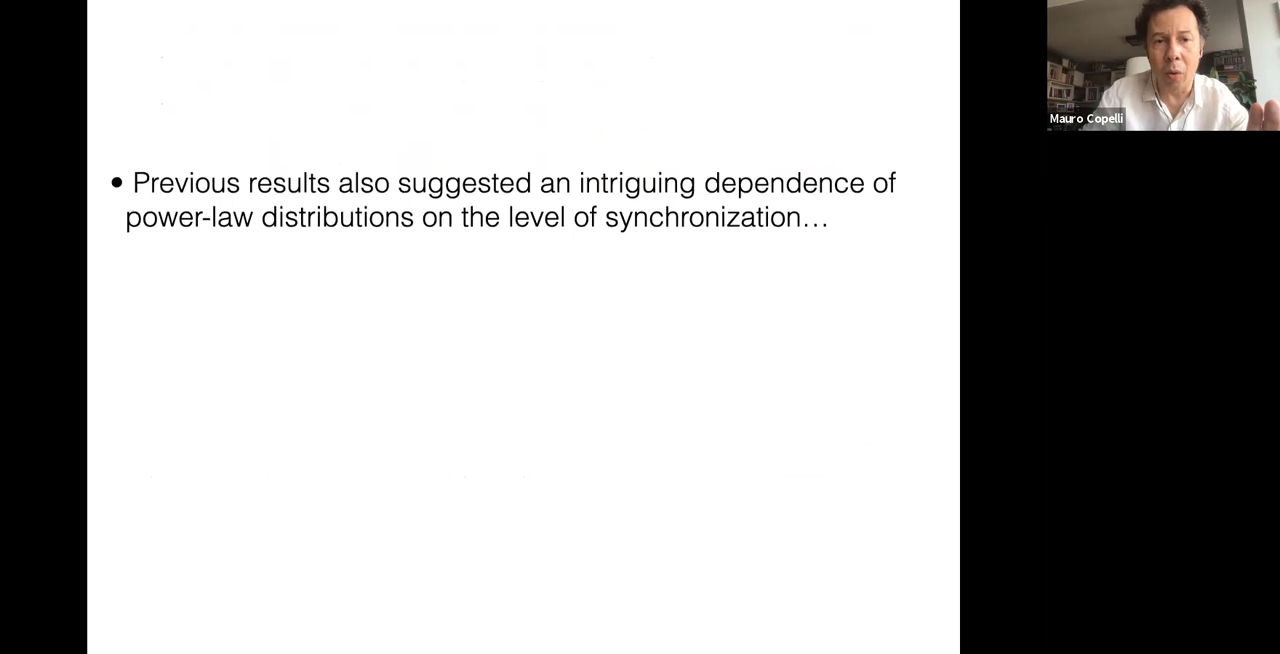 • Previous results also suggested an intriguing dependence of
power-law distributions on the level of synchronization…
Mauro Copelli